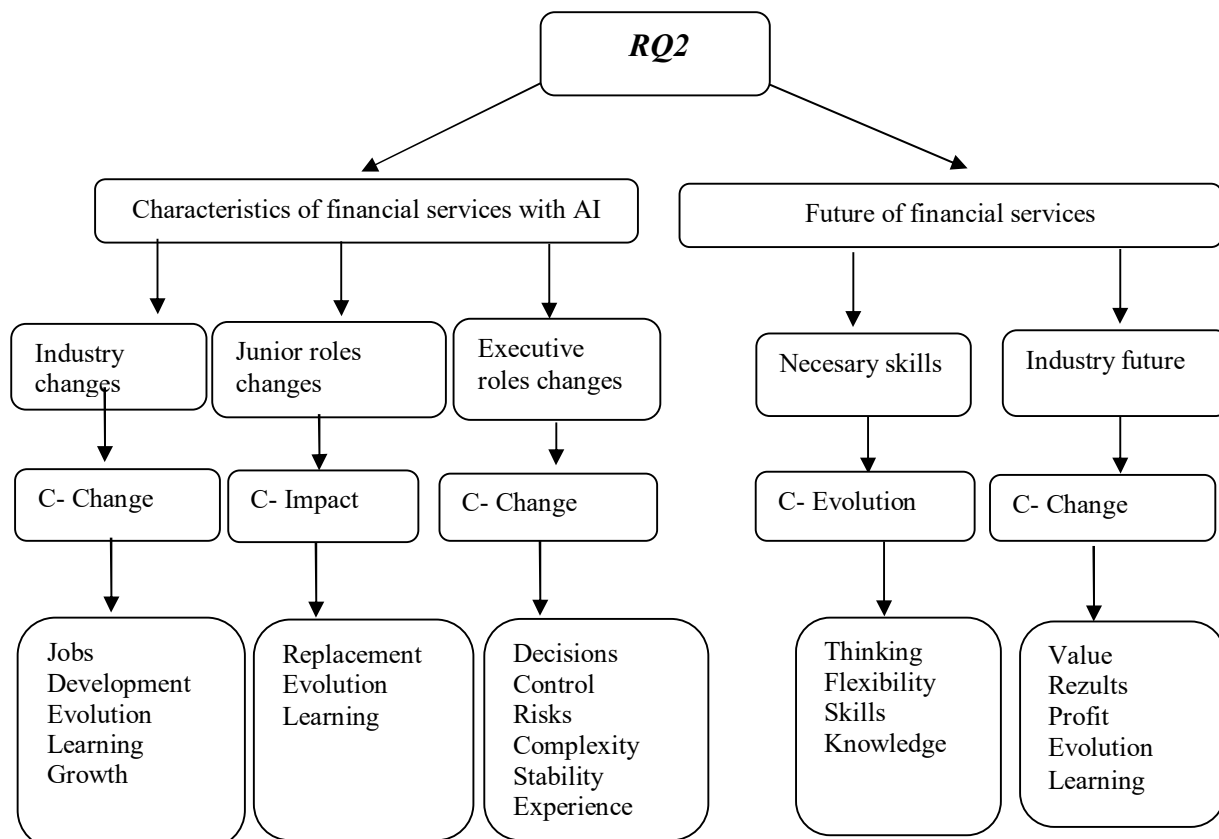 RQ2
Characteristics of financial services with AI
Future of financial services
Industry
changes
Junior roles
changes
Executive
roles changes
Necesary skills
Industry future
C- Change
C- Impact
C- Change
C- Evolution
C- Change
Jobs
Development
Evolution
Learning
Growth
Replacement
Evolution
Learning
Decisions
Control
Risks
Complexity
Stability
Experience
Thinking
Flexibility
Skills
Knowledge
Value
Rezults
Profit
Evolution
Learning